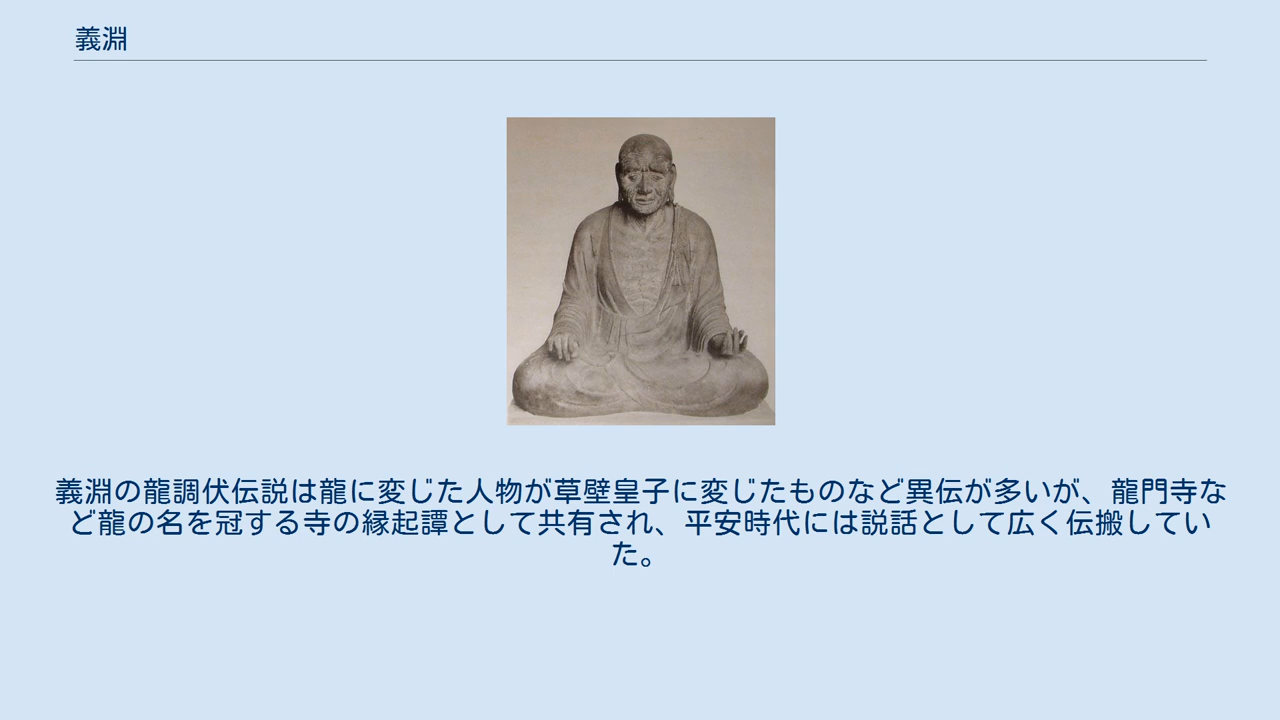 義淵
義淵の龍調伏伝説は龍に変じた人物が草壁皇子に変じたものなど異伝が多いが、龍門寺な
ど龍の名を冠する寺の縁起譚として共有され、平安時代には説話として広く伝搬してい
た。